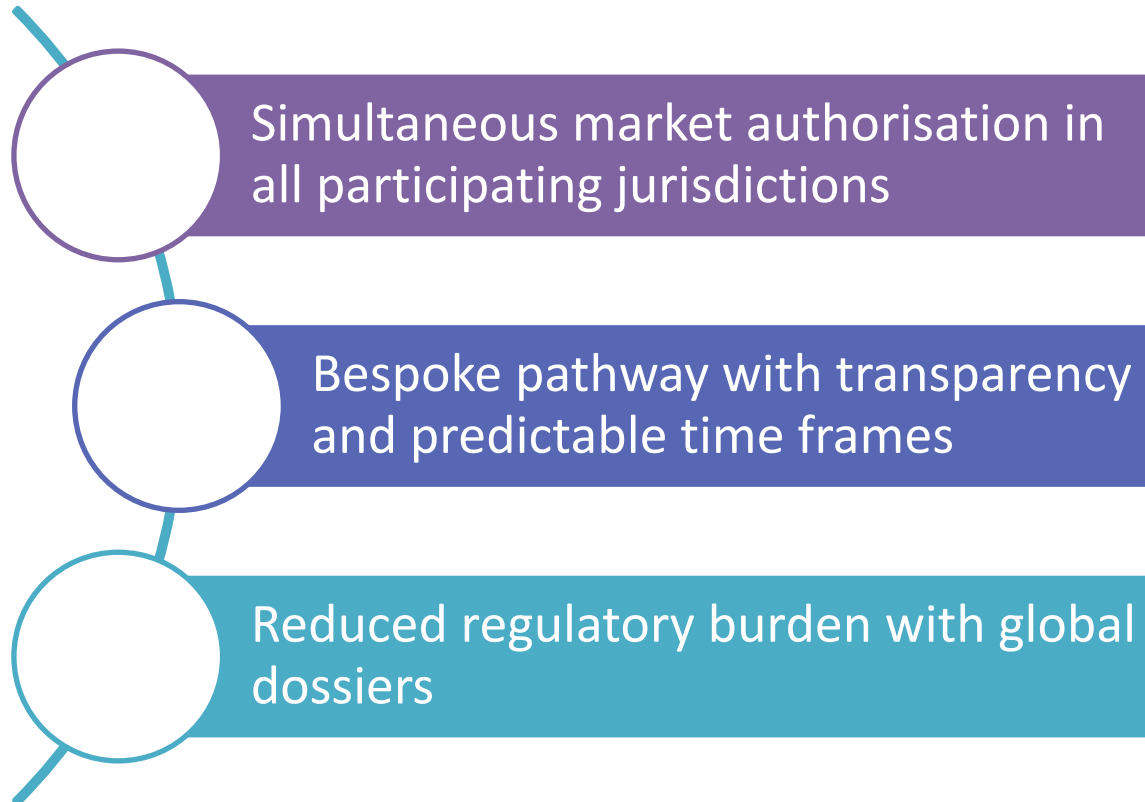 Simultaneous market authorisation in
all participating jurisdictions
Bespoke pathway with transparency
and predictable time frames
Reduced regulatory burden with global
dossiers